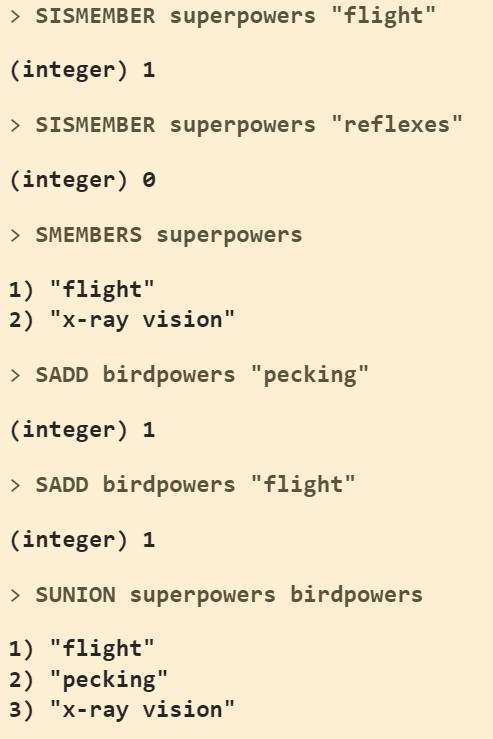 > SISMEMBER superpowers "flight"
(integer) 1
> SISMEMBER superpowers "reflexes"
(integer) 0
> SMEMBERS superpowers
1) "flight"
2) "x-ray vision"
> SADD birdpowers "pecking"
(integer) 1
> SADD birdpowers "flight"
(integer) 1
> SUNION superpowers birdpowers
1) "flight"
2) "pecking"
3) "x-ray vision"